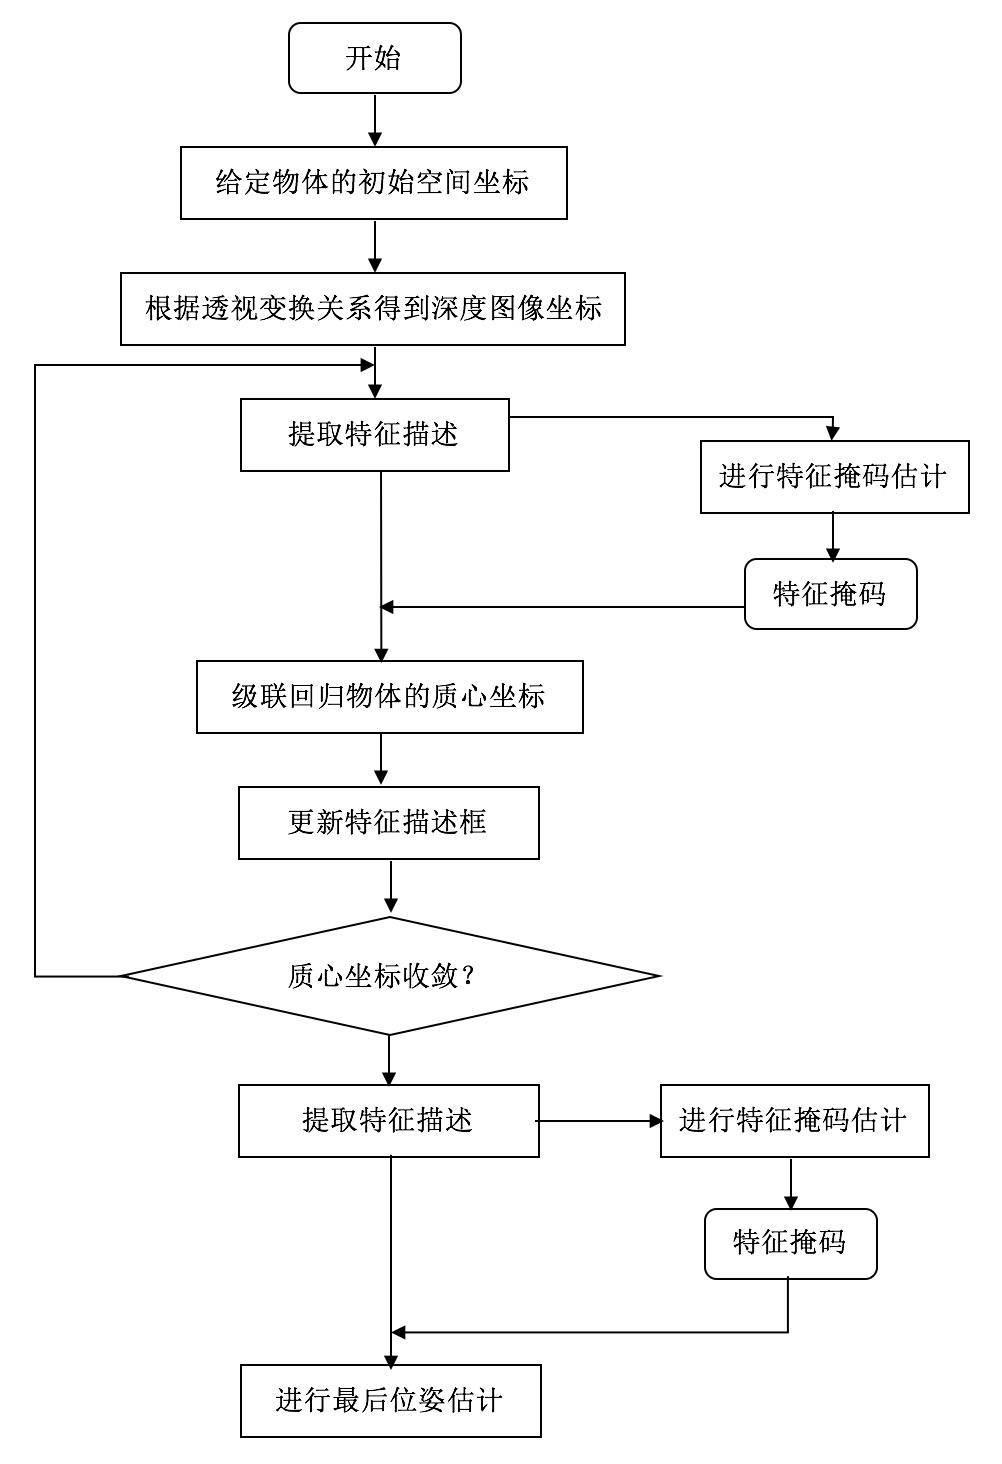 开始
给定物体的初始空间坐标
根据透视变换关系得到深度图像坐标
提取特征描述
进行特征掩码估计
特征掩码
级联回归物体的质心坐标
更新特征描述框
质心坐标收敛？
提取特征描述
进行特征掩码估计
特征掩码
进行最后位姿估计